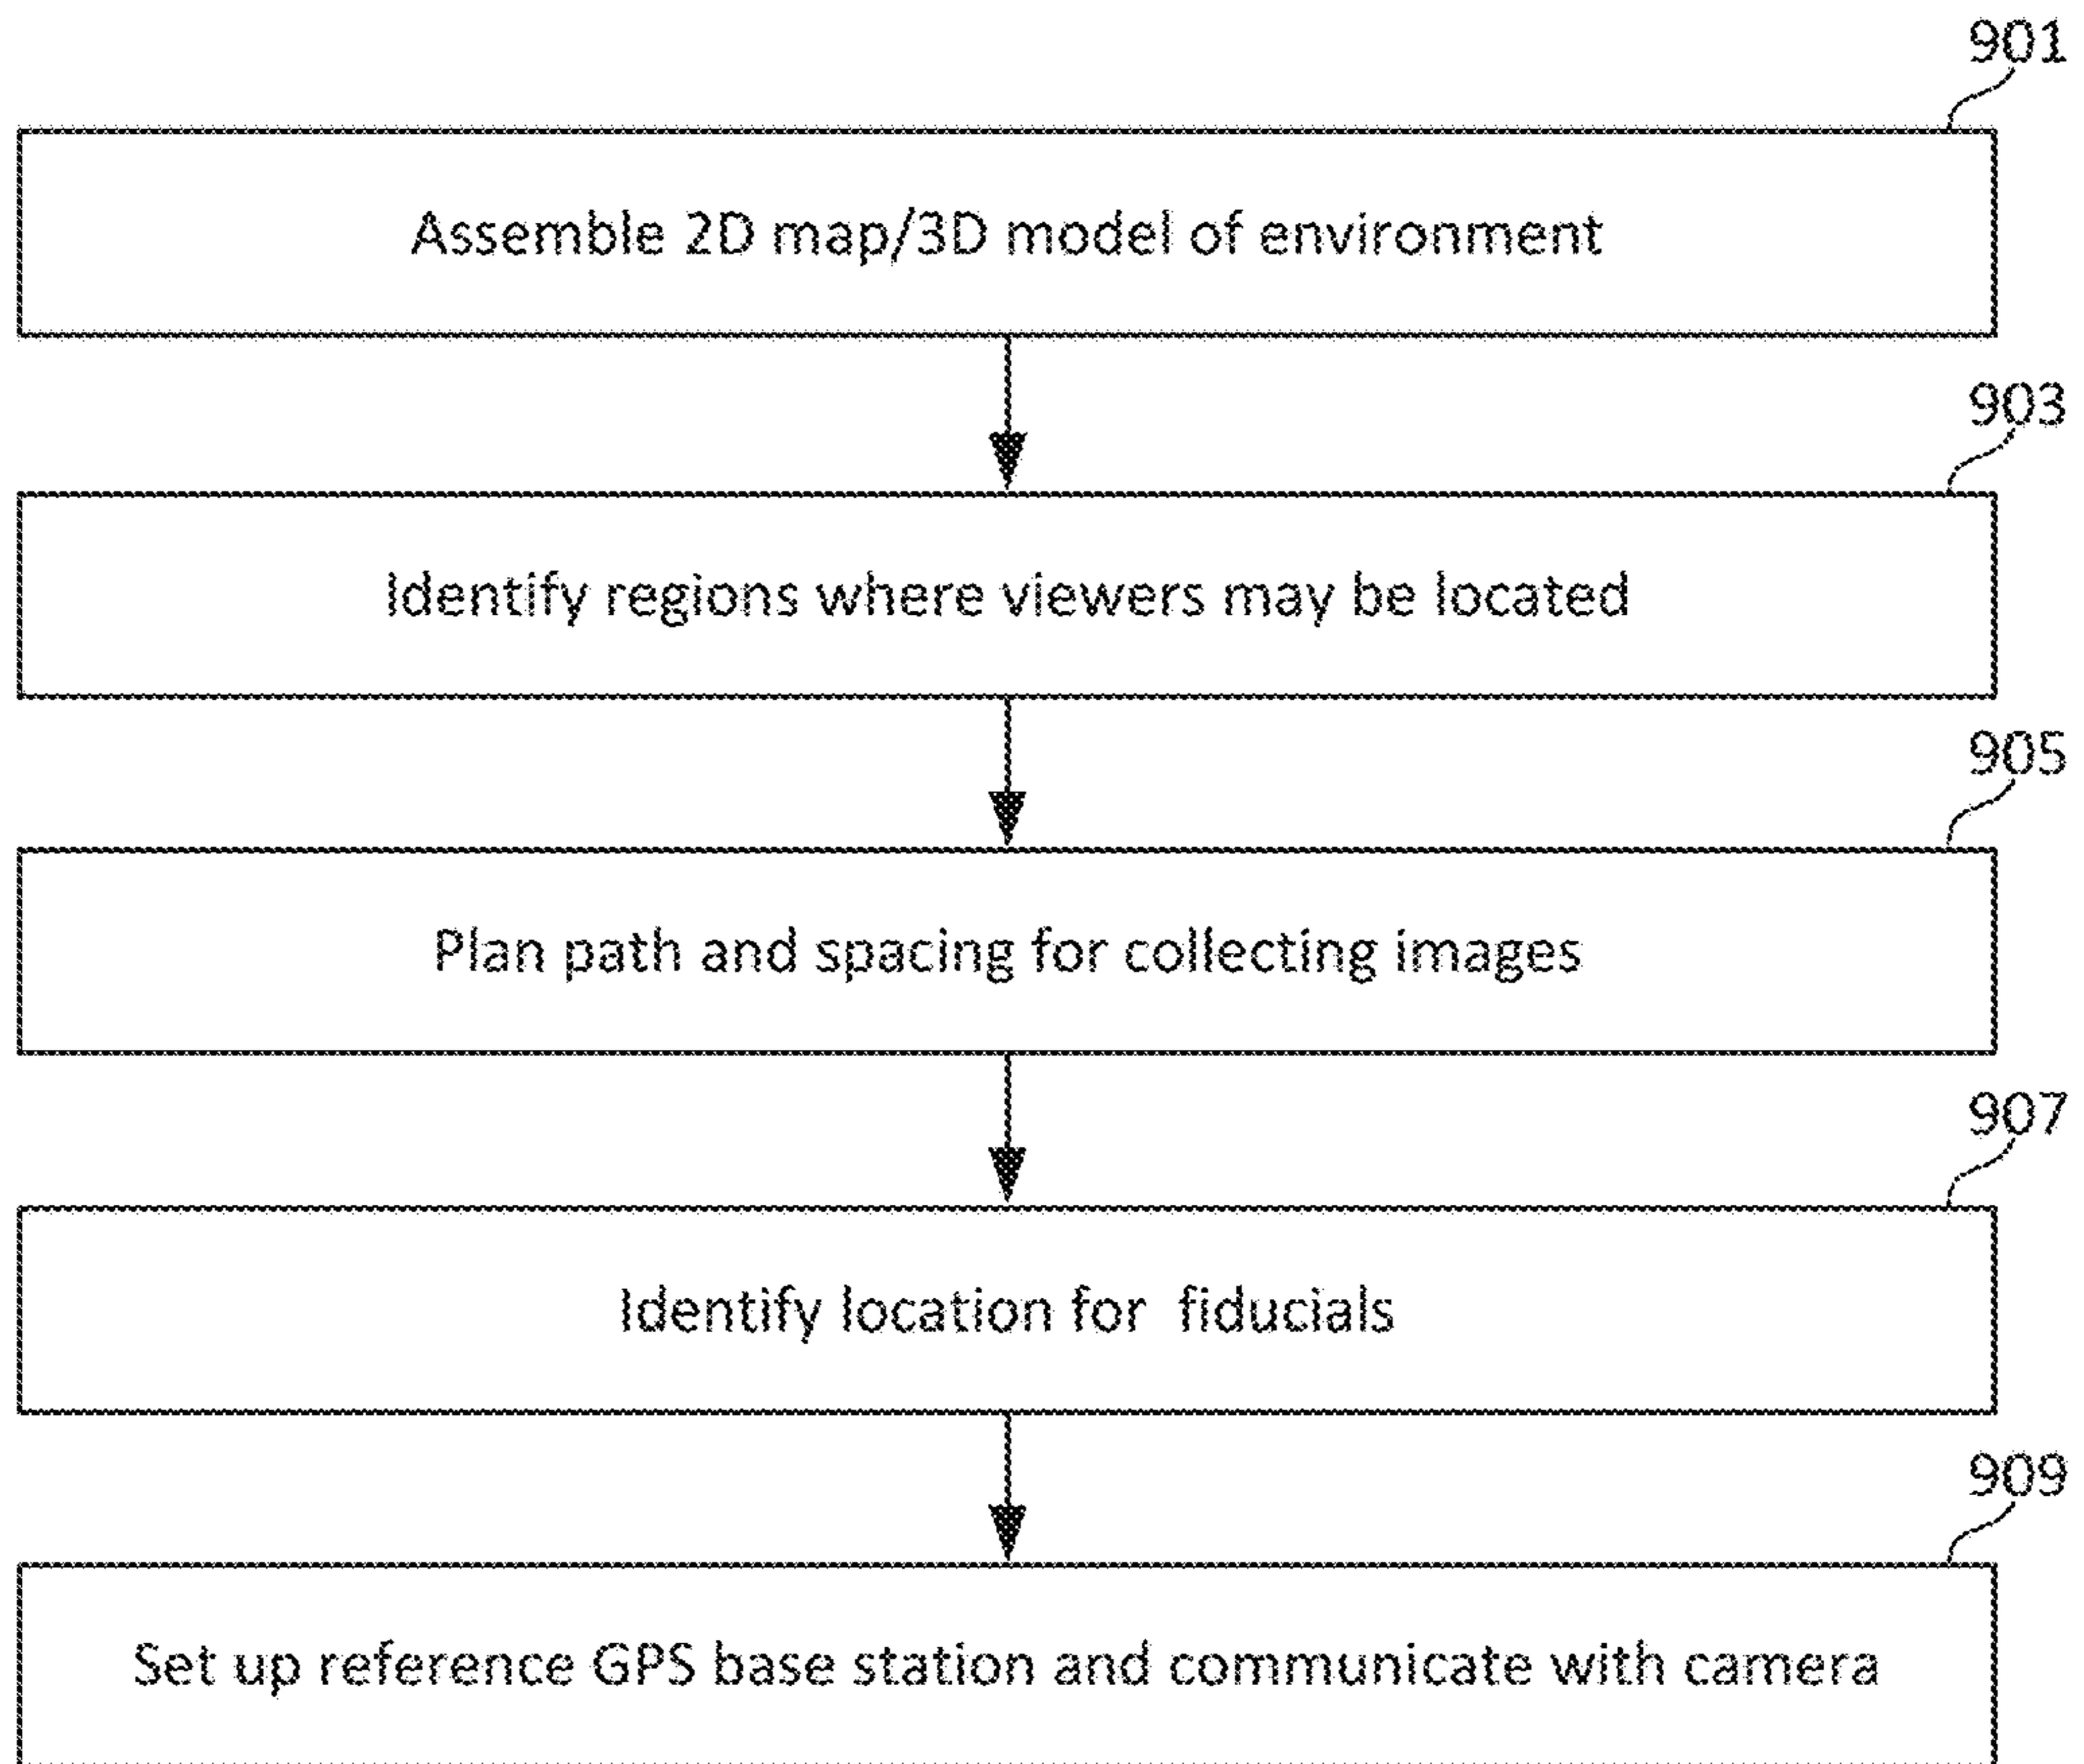 901
Assemble 2D map/3D model of environment
903
Identify regions where viewers may be located
905
Plan path and spacing for collecting images
907
Identify location for fiducials
909
Set up reference GPS base station and communicate with camera